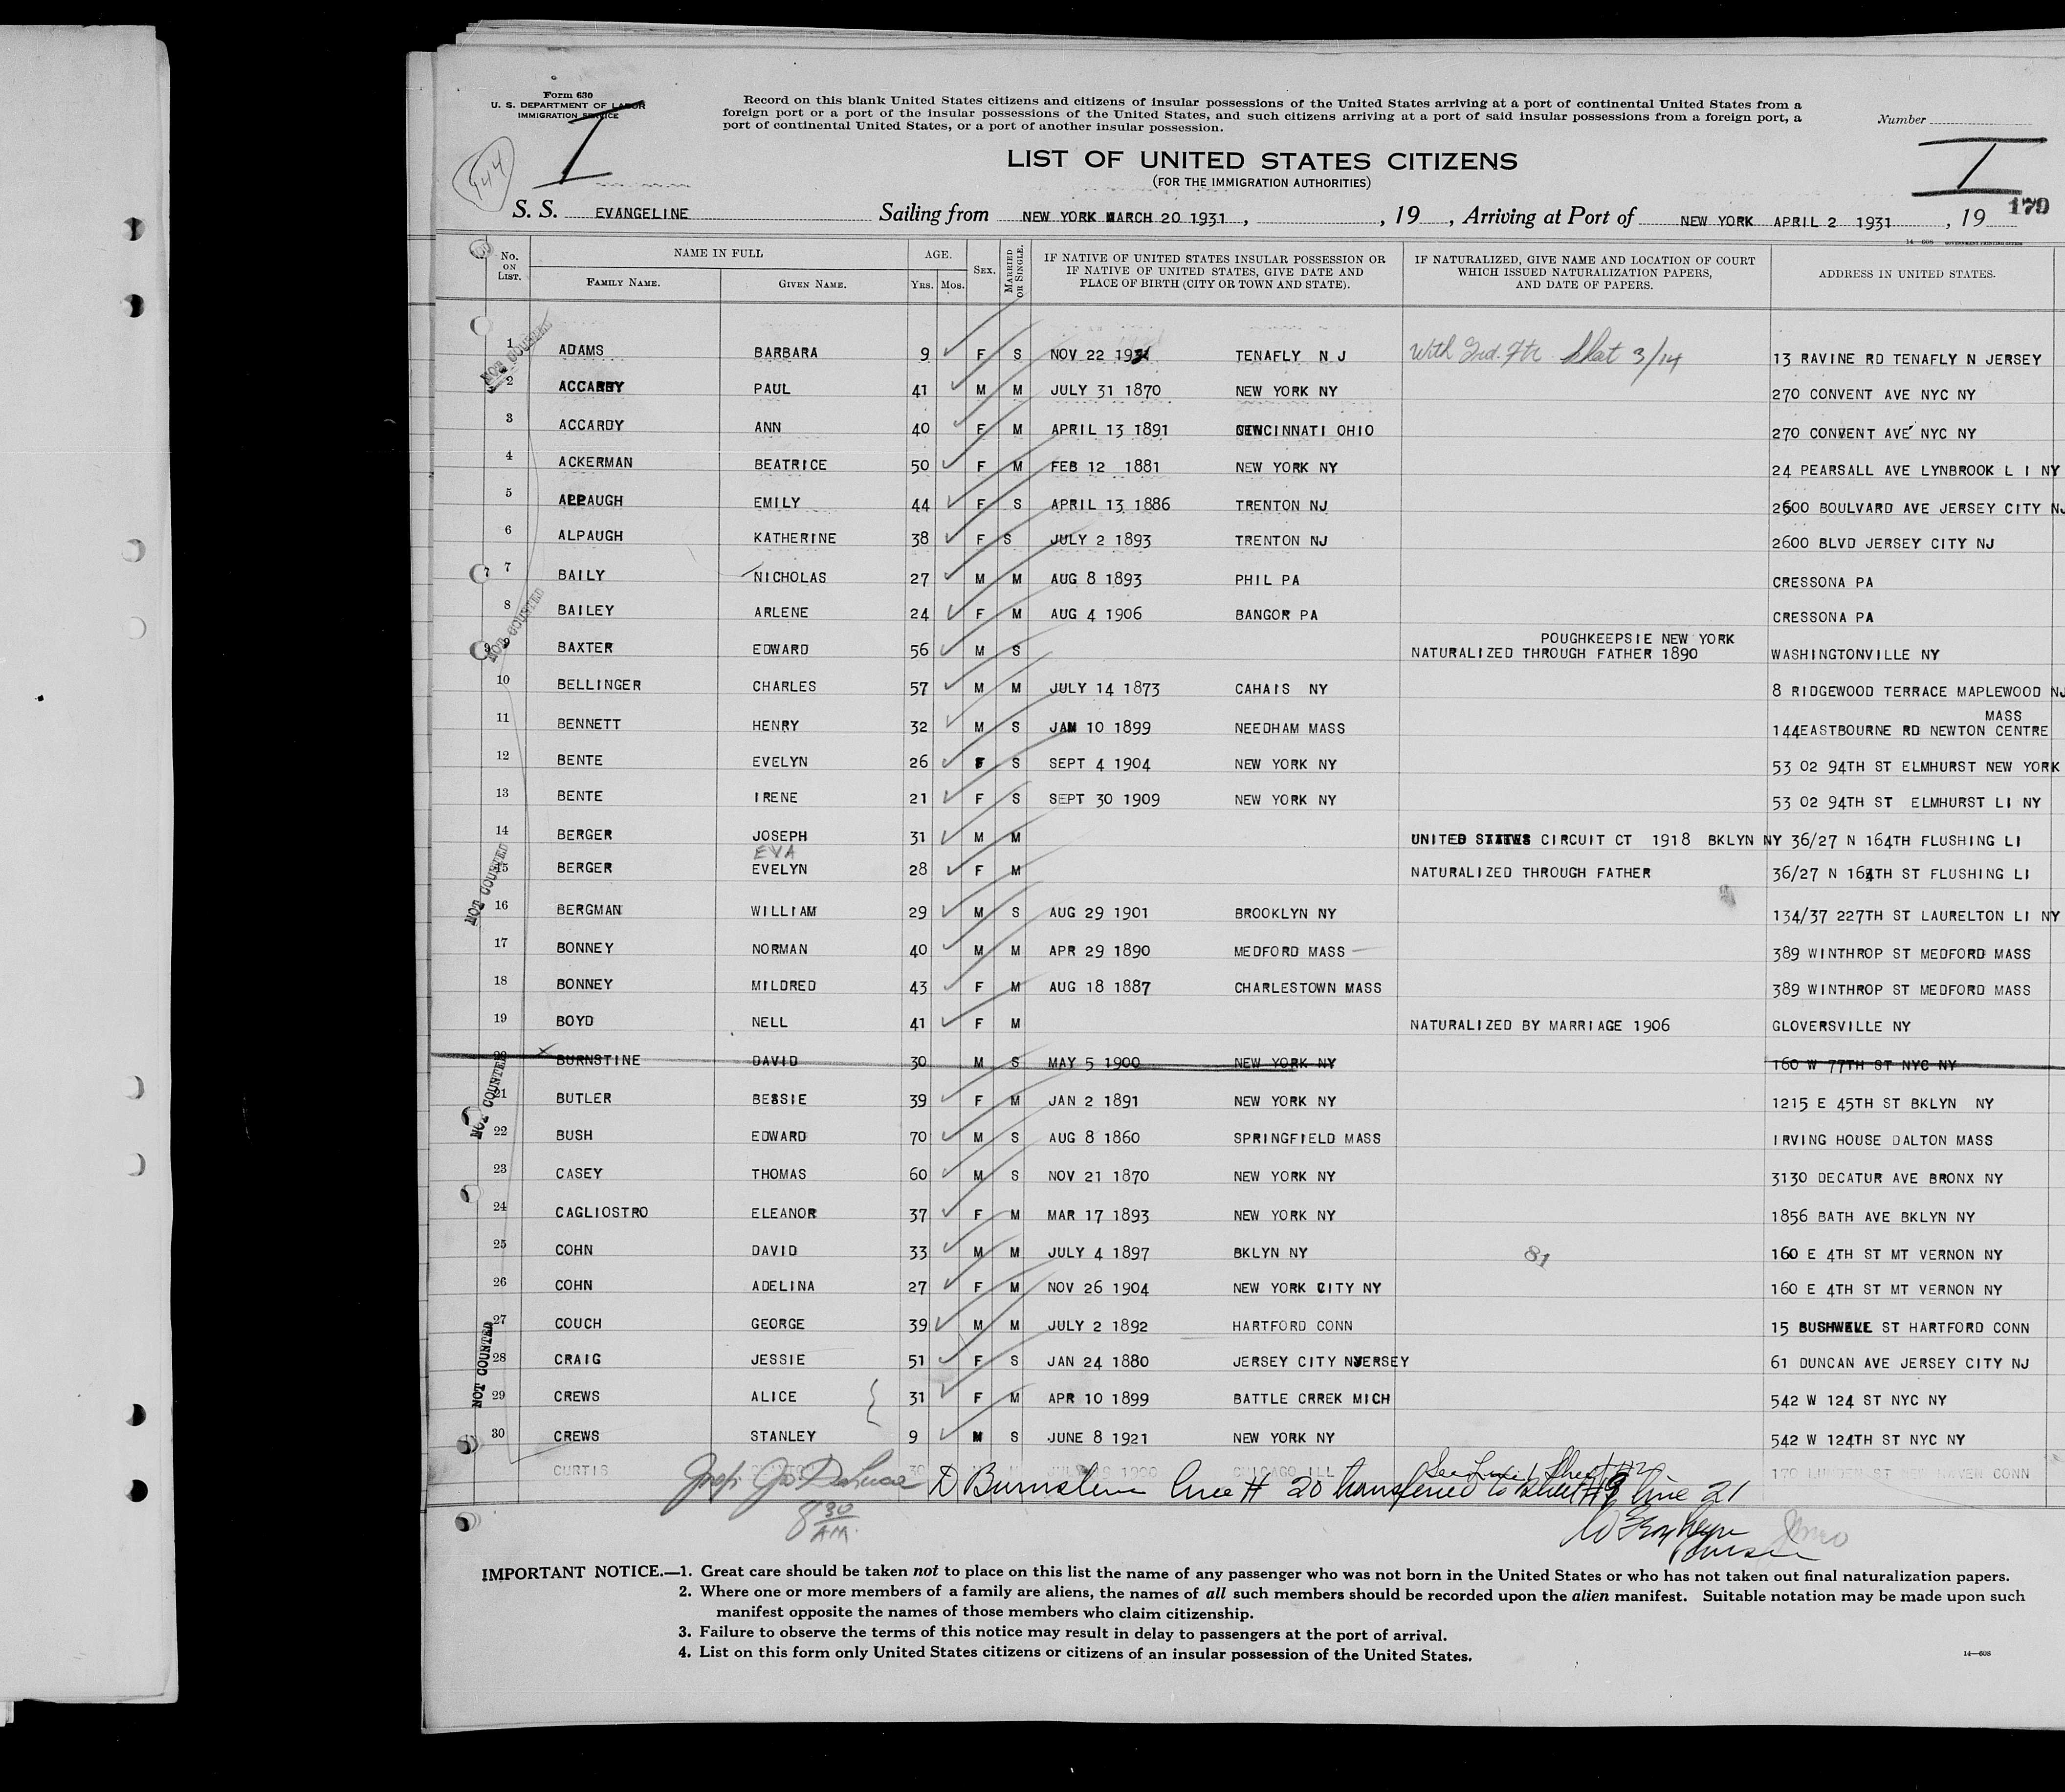 Form 630
U. S. DEPARTMENT OF LABOR
IMMIGRATION SERVICE
I
144
Record on this blank United States citizens and citizens of insular possessions of the United States arriving at a port of continental United States from a
foreign port or a port of the insular possessions of the United States, and such citizens arriving at a port of said insular possessions from a foreign port, a
port of continental United States, or a port of another insular possession.
Number
I
LIST OF UNITED STATES CITIZENS
(FOR THE IMMIGRATION AUTHORITIES)
179
S. S. EVANGELINE Sailing from NEW YORK MARCH 20 1931, , 19 , Arriving at Port of NEW YORK APRIL 2 1931, 19
14—608 GOVERNMENT PRINTING OFFICE
No. ON LIST. NAME IN FULL FAMILY NAME. GIVEN NAME. AGE. YRS. MOS. SEX. MARRIED OR SINGLE. IF NATIVE OF UNITED STATES INSULAR POSSESSION OR IF NATIVE OF UNITED STATES, GIVE DATE AND PLACE OF BIRTH (CITY OR TOWN AND STATE). IF NATURALIZED, GIVE NAME AND LOCATION OF COURT WHICH ISSUED NATURALIZATION PAPERS, AND DATE OF PAPERS. ADDRESS IN UNITED STATES.
1 ADAMS BARBARA 9 F S NOV 22 1931 TENAFLY N J 3/14 13 RAVINE RD TENAFLY N JERSEY
2 ACCARDY PAUL 41 M M JULY 31 1870 NEW YORK NY 270 CONVENT AVE NYC NY
3 ACCARDY ANN 40 F M APRIL 13 1891 CINCINNATI OHIO 270 CONVENT AVE NYC NY
4 ACKERMAN BEATRICE 50 F M FEB 12 1881 NEW YORK NY 24 PEARSALL AVE LYNBROOK L I NY
5 ALPAUGH EMILY 44 F S APRIL 13 1886 TRENTON NJ 2600 BOULVARD AVE JERSEY CITY NJ
6 ALPAUGH KATHERINE 38 F S JULY 2 1893 TRENTON NJ 2600 BLVD JERSEY CITY NJ
7 7 BAILY NICHOLAS 27 M M AUG 8 1893 PHIL PA CRESSONA PA
8 BAILEY ARLENE 24 F M AUG 4 1906 BANGOR PA CRESSONA PA
9 9 BAXTER EDWARD 56 M S POUGHKEEPSIE NEW YORK
NATURALIZED THROUGH FATHER 1890 WASHINGTONVILLE NY
10 BELLINGER CHARLES 57 M M JULY 14 1873 CAHAIS NY 8 RIDGEWOOD TERRACE MAPLEWOOD NJ
MASS
11 BENNETT HENRY 32 M S JAN 10 1899 NEEDHAM MASS 144EASTBOURNE RD NEWTON CENTRE
12 BENTE EVELYN 26 F S SEPT 4 1904 NEW YORK NY 53 02 94TH ST ELMHURST NEW YORK
13 BENTE IRENE 21 F S SEPT 30 1909 NEW YORK NY 53 02 94TH ST ELMHURST LI NY
14 BERGER JOSEPH 31 M M UNITED STATES CIRCUIT CT 1918 BKLYN NY 36/27 N 164TH FLUSHING LI
EVA
15 BERGER EVELYN 28 F M NATURALIZED THROUGH FATHER 36/27 N 164TH ST FLUSHING LI
16 BERGMAN WILLIAM 29 M S AUG 29 1901 BROOKLYN NY 134/37 227TH ST LAURELTON LI NY
17 BONNEY NORMAN 40 M M APR 29 1890 MEDFORD MASS 389 WINTHROP ST MEDFORD MASS
18 BONNEY MILDRED 43 F M AUG 18 1887 CHARLESTOWN MASS 389 WINTHROP ST MEDFORD MASS
19 BOYD NELL 41 F M NATURALIZED BY MARRIAGE 1906 GLOVERSVILLE NY
20 BURNSTINE DAVID 30 M S MAY 5 1900 NEW YORK NY 160 W 77TH ST NYC NY
21 BUTLER BESSIE 39 F M JAN 2 1891 NEW YORK NY 1215 E 45TH ST BKLYN NY
22 BUSH EDWARD 70 M S AUG 8 1860 SPRINGFIELD MASS IRVING HOUSE DALTON MASS
23 CASEY THOMAS 60 M S NOV 21 1870 NEW YORK NY 3130 DECATUR AVE BRONX NY
24 CAGLIOSTRO ELEANOR 37 F M MAR 17 1893 NEW YORK NY 1856 BATH AVE BKLYN NY
25 COHN DAVID 33 M M JULY 4 1897 BKLYN NY 81 160 E 4TH ST MT VERNON NY
26 COHN ADELINA 27 F M NOV 26 1904 NEW YORK CITY NY 160 E 4TH ST MT VERNON NY
27 COUCH GEORGE 39 M M JULY 2 1892 HARTFORD CONN 15 BUSHWELL ST HARTFORD CONN
28 CRAIG JESSIE 51 F S JAN 24 1880 JERSEY CITY NJERSEY 61 DUNCAN AVE JERSEY CITY NJ
29 CREWS ALICE 31 F M APR 10 1899 BATTLE CRREK MICH 542 W 124 ST NYC NY
30 CREWS STANLEY 9 M S JUNE 8 1921 NEW YORK NY 542 W 124TH ST NYC NY
NOT COUNTED
NOT COUNTED
NOT COUNTED
NOT COUNTED
NOT COUNTED
CURTIS 30 CHICAGO ILL ST NEW HAVEN CONN
D Burnstine line # 20 transferred to sheet #9 line 21
8 30 AM.
IMPORTANT NOTICE.—1. Great care should be taken not to place on this list the name of any passenger who was not born in the United States or who has not taken out final naturalization papers.
2. Where one or more members of a family are aliens, the names of all such members should be recorded upon the alien manifest. Suitable notation may be made upon such
manifest opposite the names of those members who claim citizenship.
3. Failure to observe the terms of this notice may result in delay to passengers at the port of arrival.
4. List on this form only United States citizens or citizens of an insular possession of the United States.
14—608